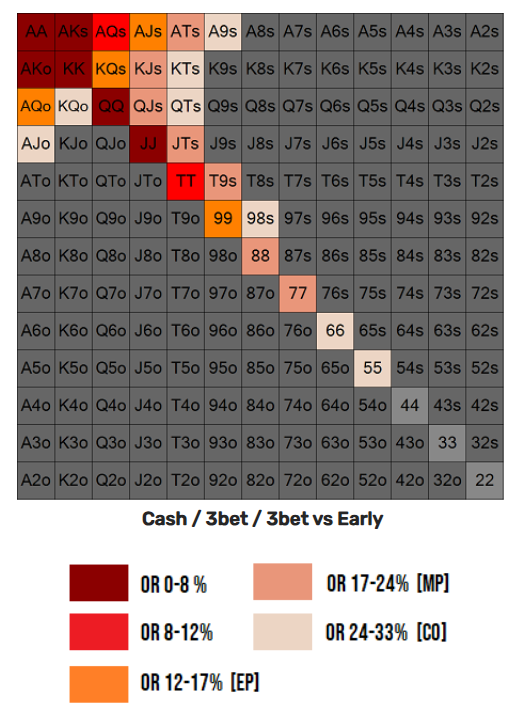 AA AKs AQs AJs ATs A9s A8s A7s A6s A5s A4s A3s A2s
AKo KK KQs KJs KTs K9s K8s K7s K6s K5s K4s K3s K2s
AQo KQo QQ QJs QTs Q9s Q8s Q7s Q6s Q5s Q4s Q3s Q2s
AJo KJo QJo JJ JTs J9s J8s J7s J6s J5s J4s J3s J2s
ATo KTo QTo JTo TT T9s T8s T7s T6s T5s T4s T3s T2s
A9o K9o Q9o J9o T9o 99 98s 97s 96s 95s 94s 93s 92s
A8o K8o Q8o J8o T8o 98o 88 87s 86s 85s 84s 83s 82s
A7o K7o Q7o J7o T7o 97o 87o 77 76s 75s 74s 73s 72s
A6o K6o Q6o J6o T6o 96o 86o 76o 66 65s 64s 63s 62s
A5o K5o Q5o J5o T5o 95o 85o 75o 65o 55 54s 53s 52s
A4o K4o Q4o J4o T4o 94o 84o 74o 64o 54o 44 43s 42s
A3o K3o Q3o J3o T3o 93o 83o 73o 63o 53o 43o 33 32s
A2o K2o Q2o J2o T2o 92o 82o 72o 62o 52o 42o 32o 22
Cash / 3bet / 3bet vs Early
OR 0-8 %
OR 17-24% [MP]
OR 8-12%
OR 24-33% [CO]
OR 12-17% [EP]